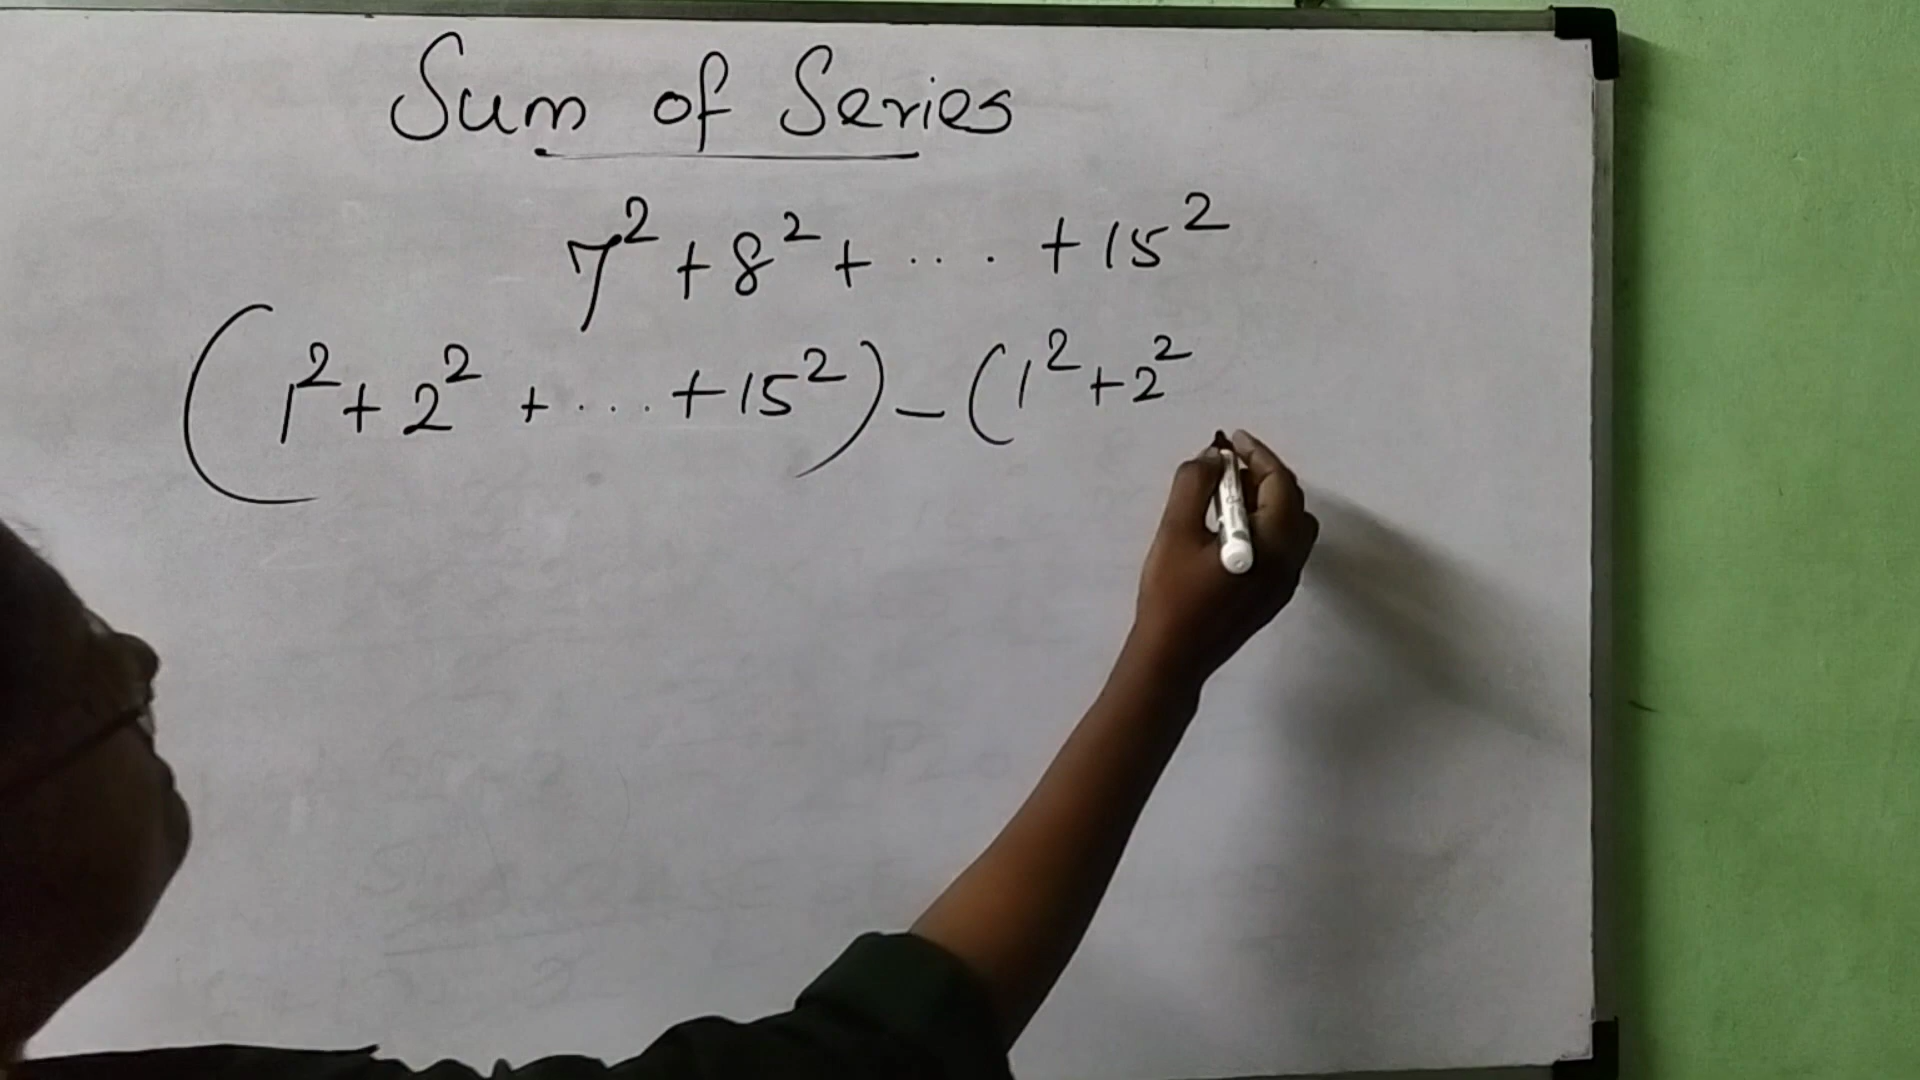 Sum of Series
7² + 8² + ... + 15²
(1² + 2² + ... + 15²) - (1² + 2²